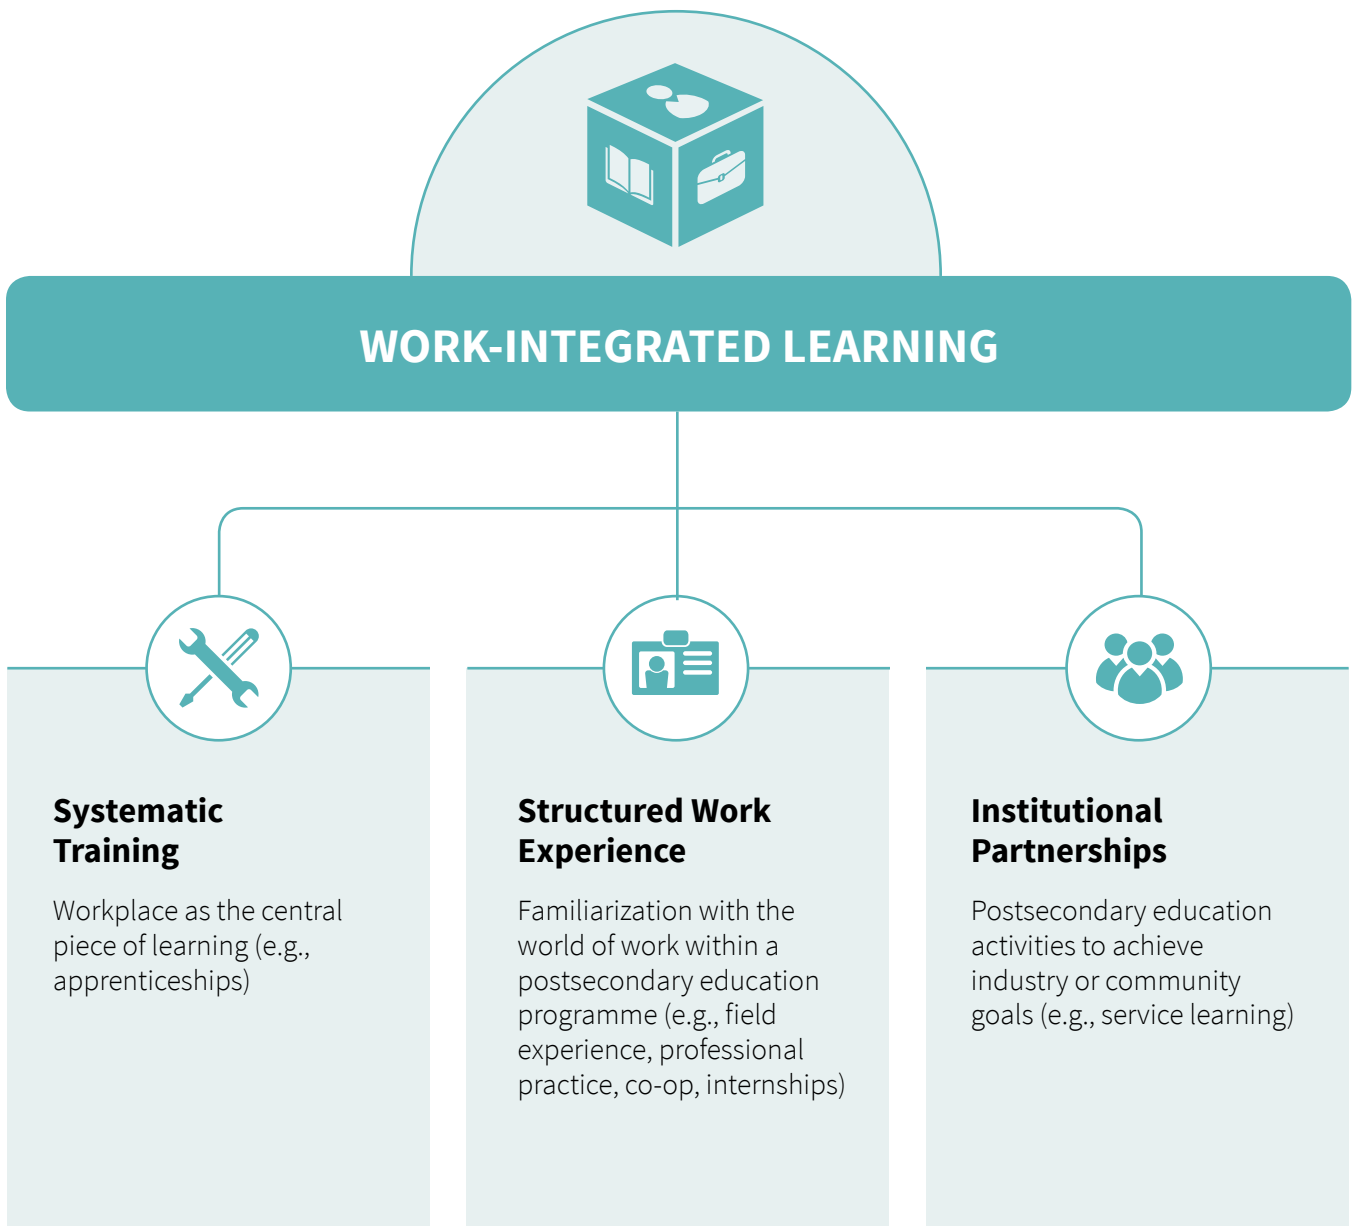 WORK-INTEGRATED LEARNING
Systematic
Training
Workplace as the central
piece of learning (e.g.,
apprenticeships)
Structured Work
Experience
Familiarization with the
world of work within a
postsecondary education
programme (e.g., field
experience, professional
practice, co-op, internships)
Institutional
Partnerships
Postsecondary education
activities to achieve
industry or community
goals (e.g., service learning)